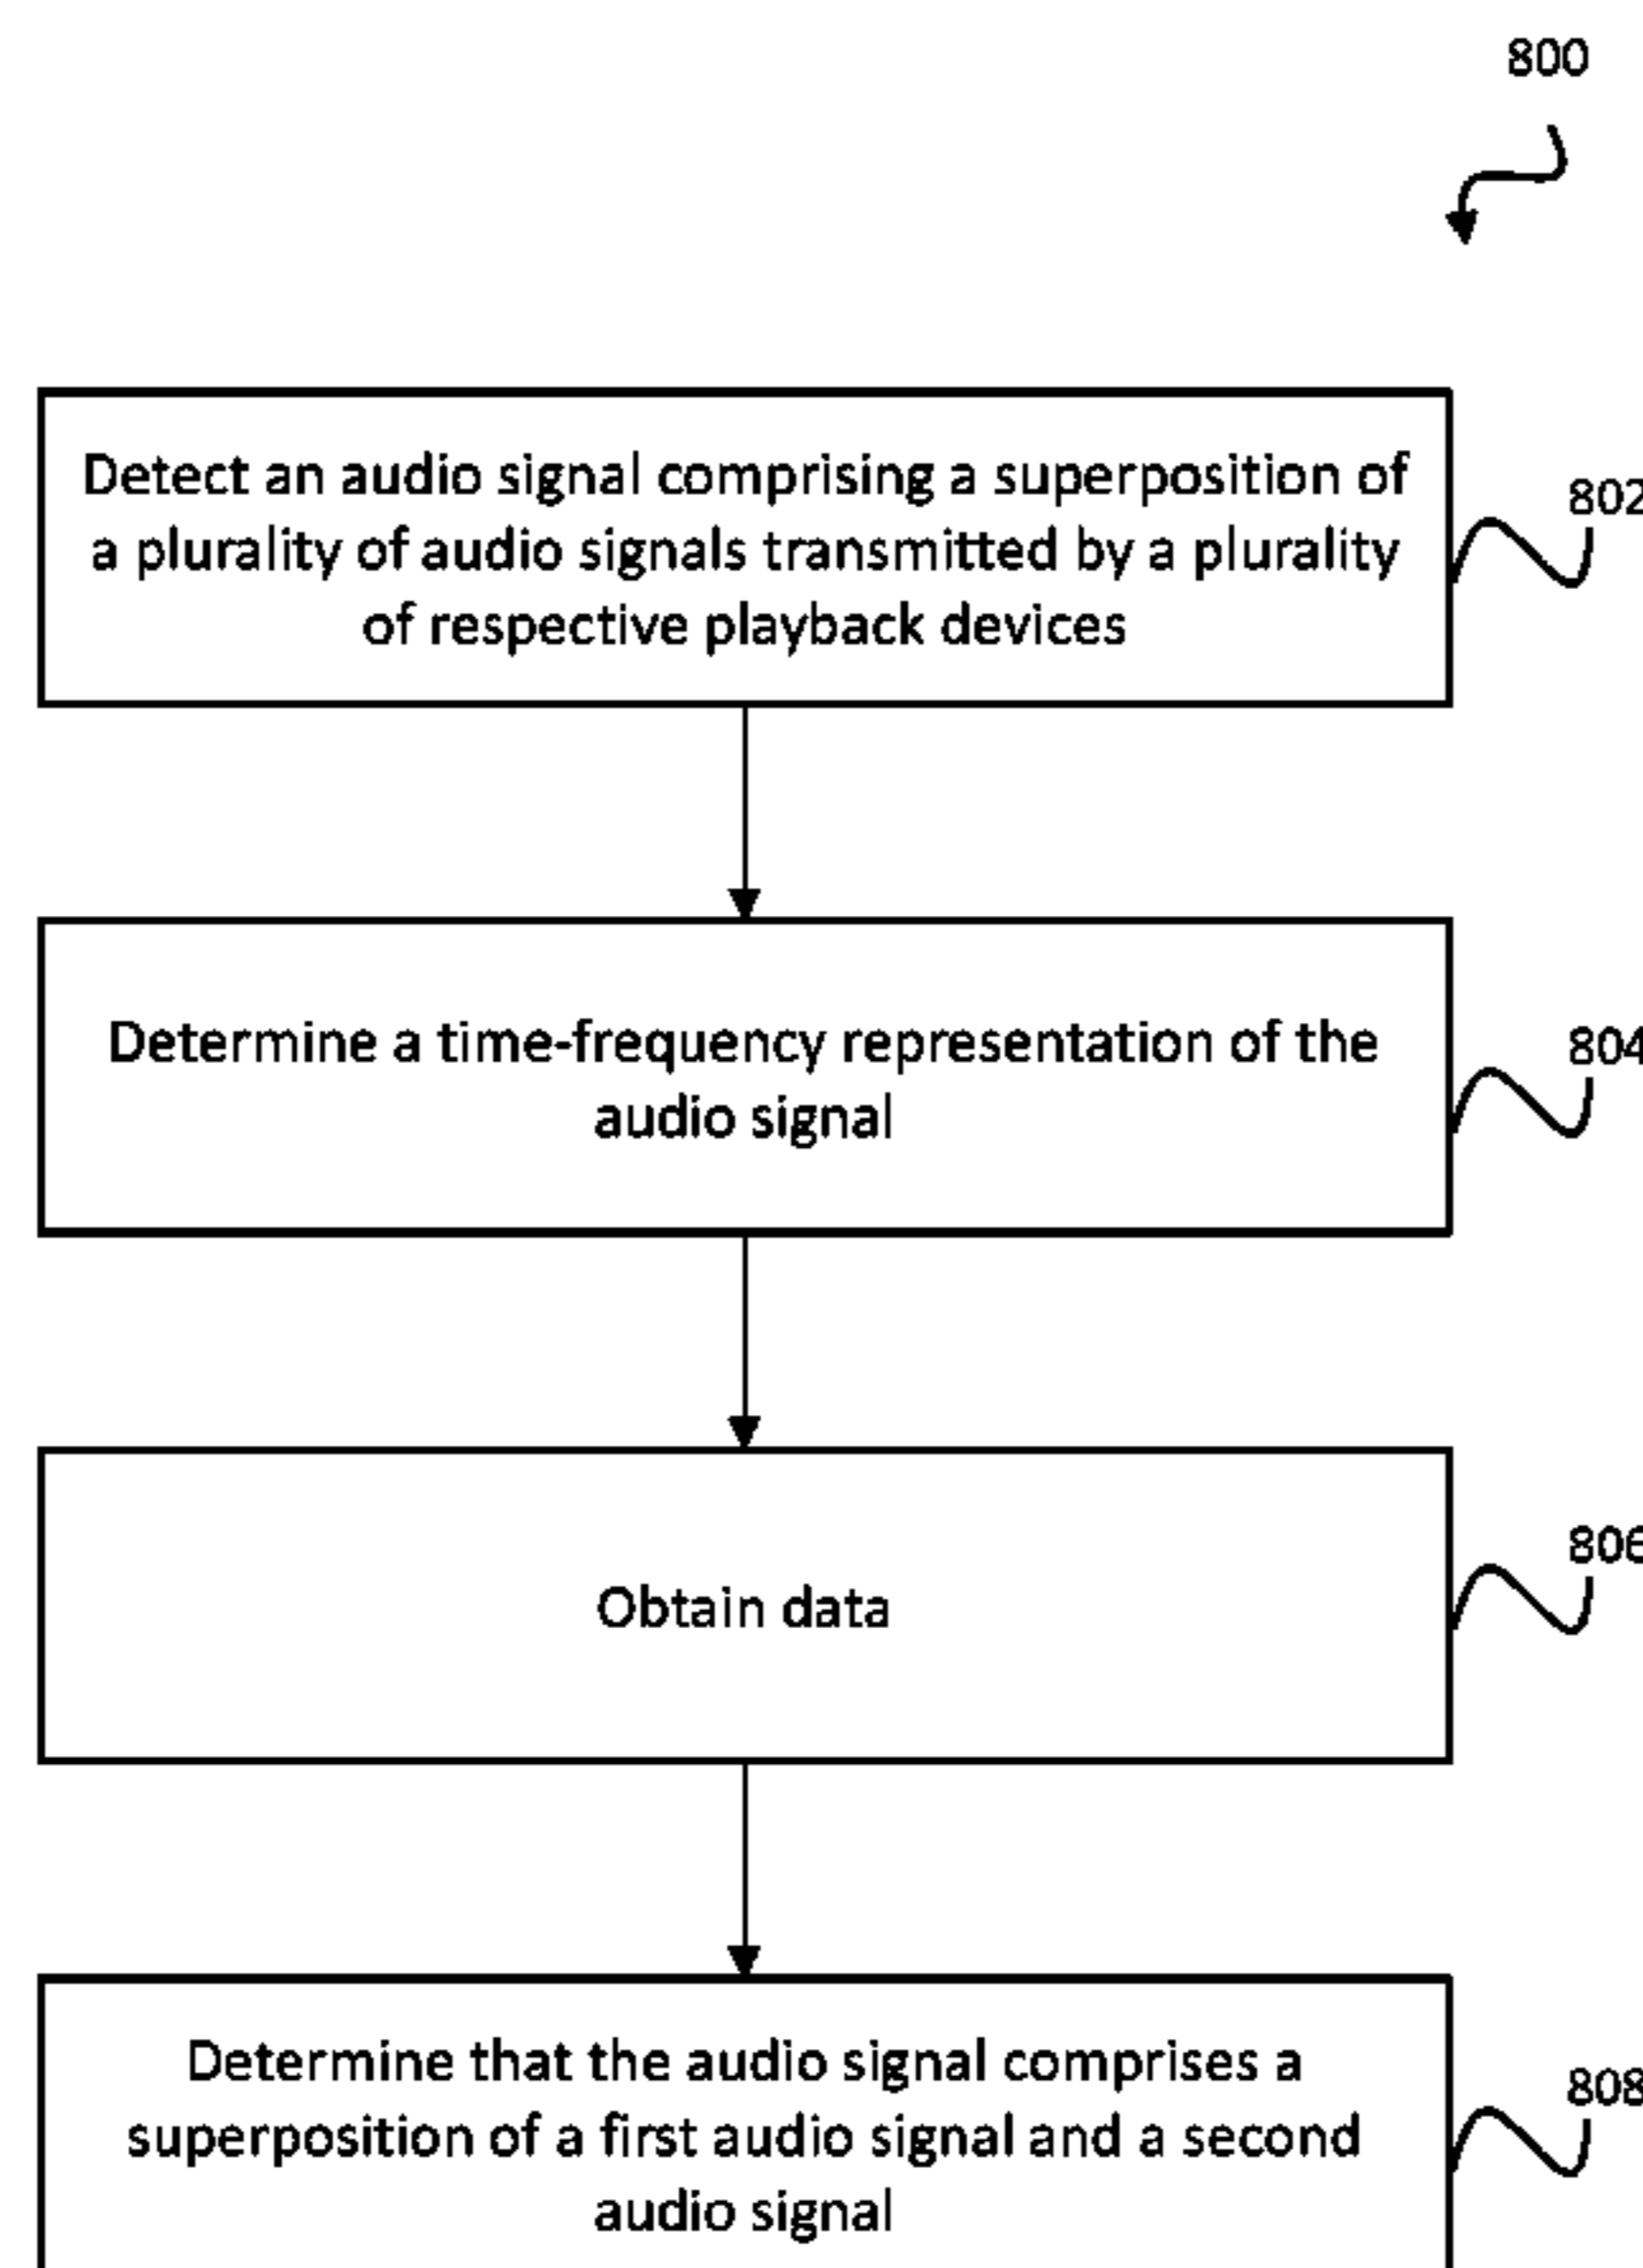 800
Detect an audio signal comprising a superposition of
a plurality of audio signals transmitted by a plurality
of respective playback devices
802
Determine a time-frequency representation of the
audio signal
804
Obtain data
806
Determine that the audio signal comprises a
superposition of a first audio signal and a second
audio signal
808